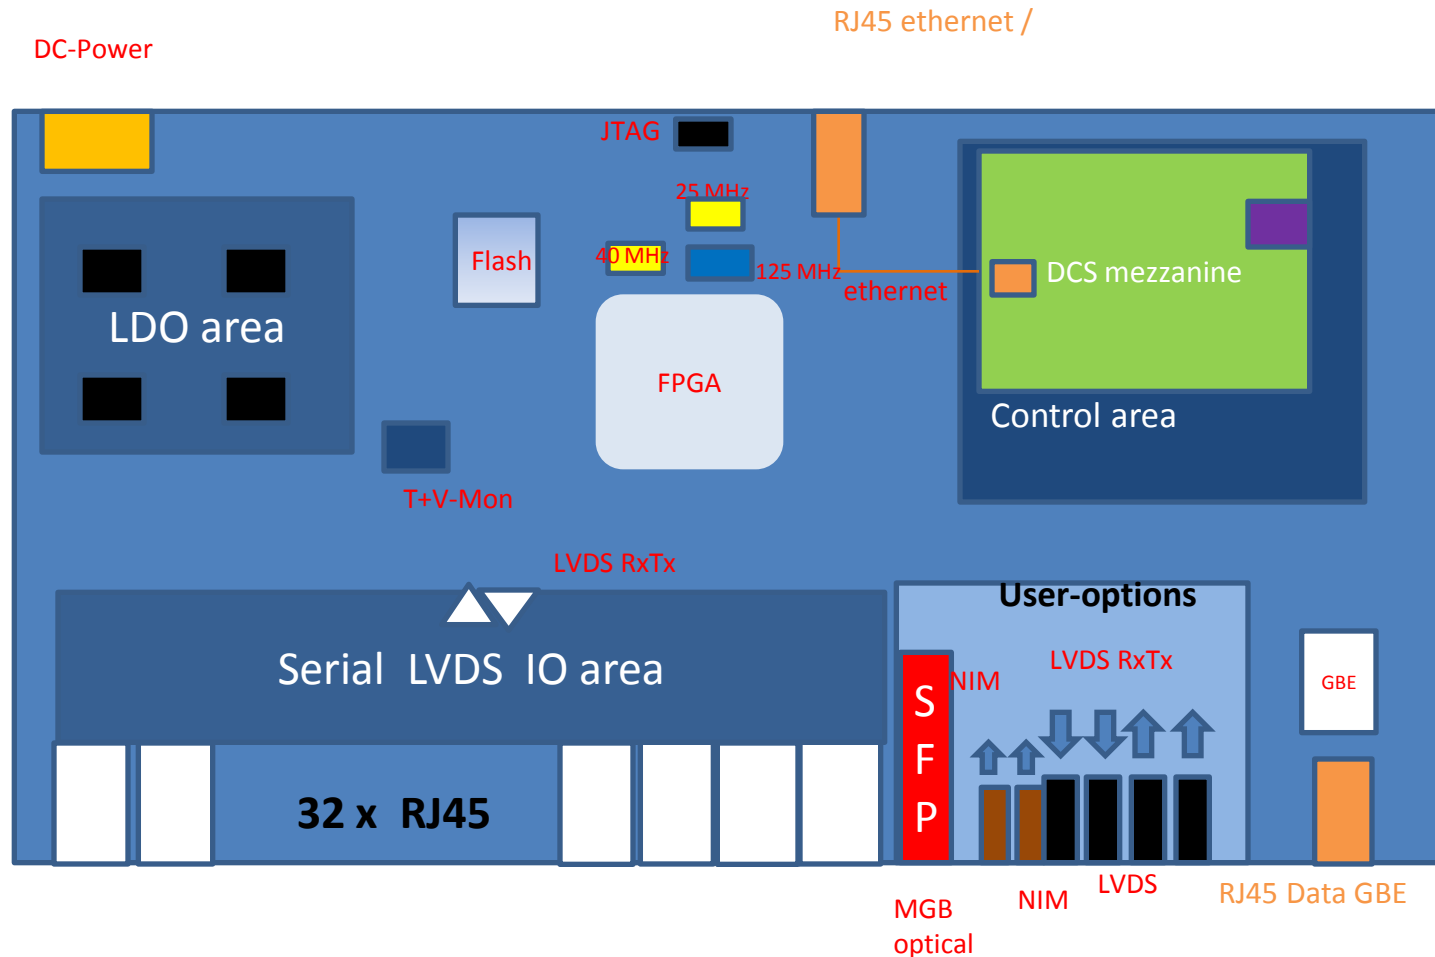 RJ45 ethernet /
DC-Power
JTAG
25 MHz
40 MHz
125 MHz
Flash
ethernet
DCS mezzanine
LDO area
FPGA
Control area
T+V-Mon
LVDS RxTx
User-options
Serial LVDS IO area
LVDS RxTx
NIM
GBE
S
F
P
32 x RJ45
LVDS
NIM
RJ45 Data GBE
MGB
optical